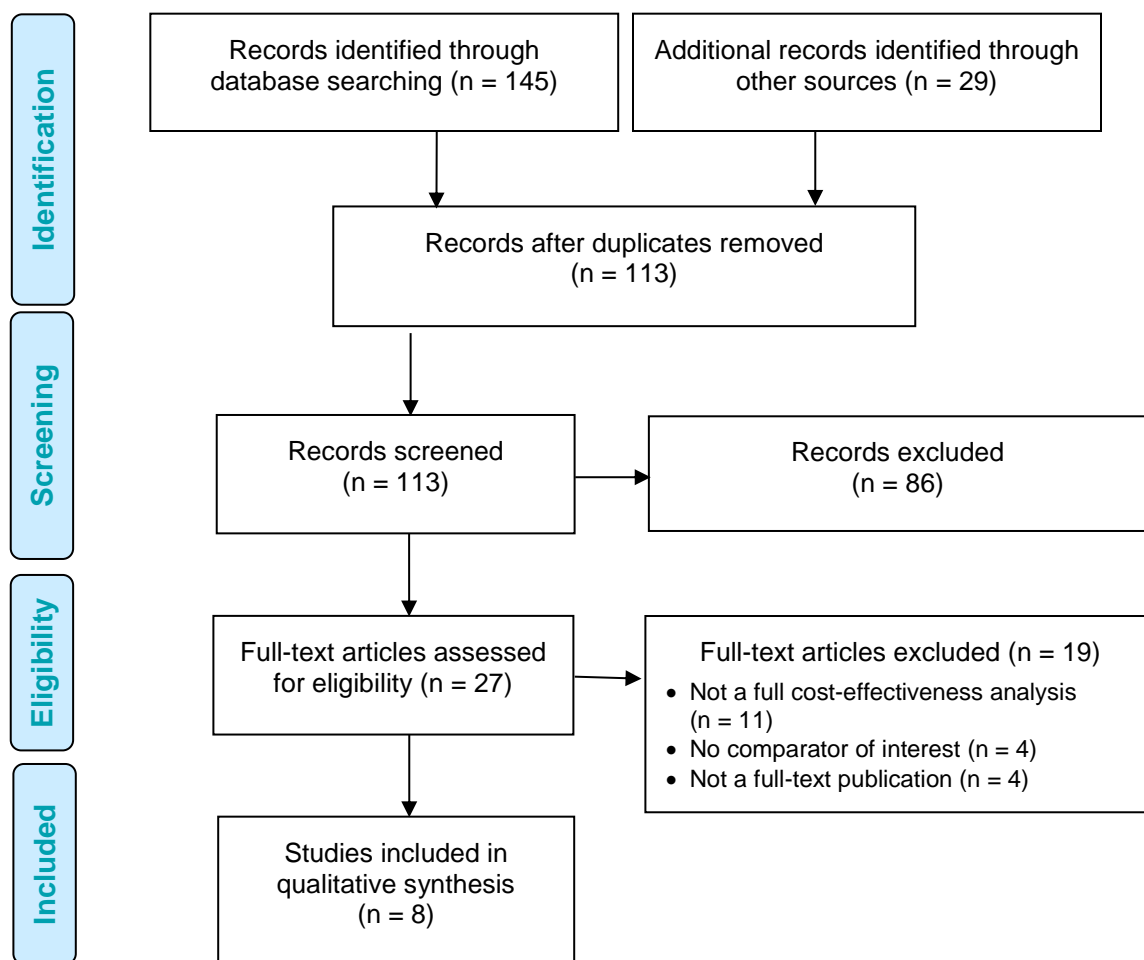 Identification
Records identified through
database searching (n = 145)
Additional records identified through
other sources (n = 29)
Records after duplicates removed
(n = 113)
Screening
Records screened
(n = 113)
Records excluded
(n = 86)
Eligibility
Full-text articles assessed
for eligibility (n = 27)
Full-text articles excluded (n = 19)
• Not a full cost-effectiveness analysis
(n = 11)
• No comparator of interest (n = 4)
• Not a full-text publication (n = 4)
Included
Studies included in
qualitative synthesis
(n = 8)